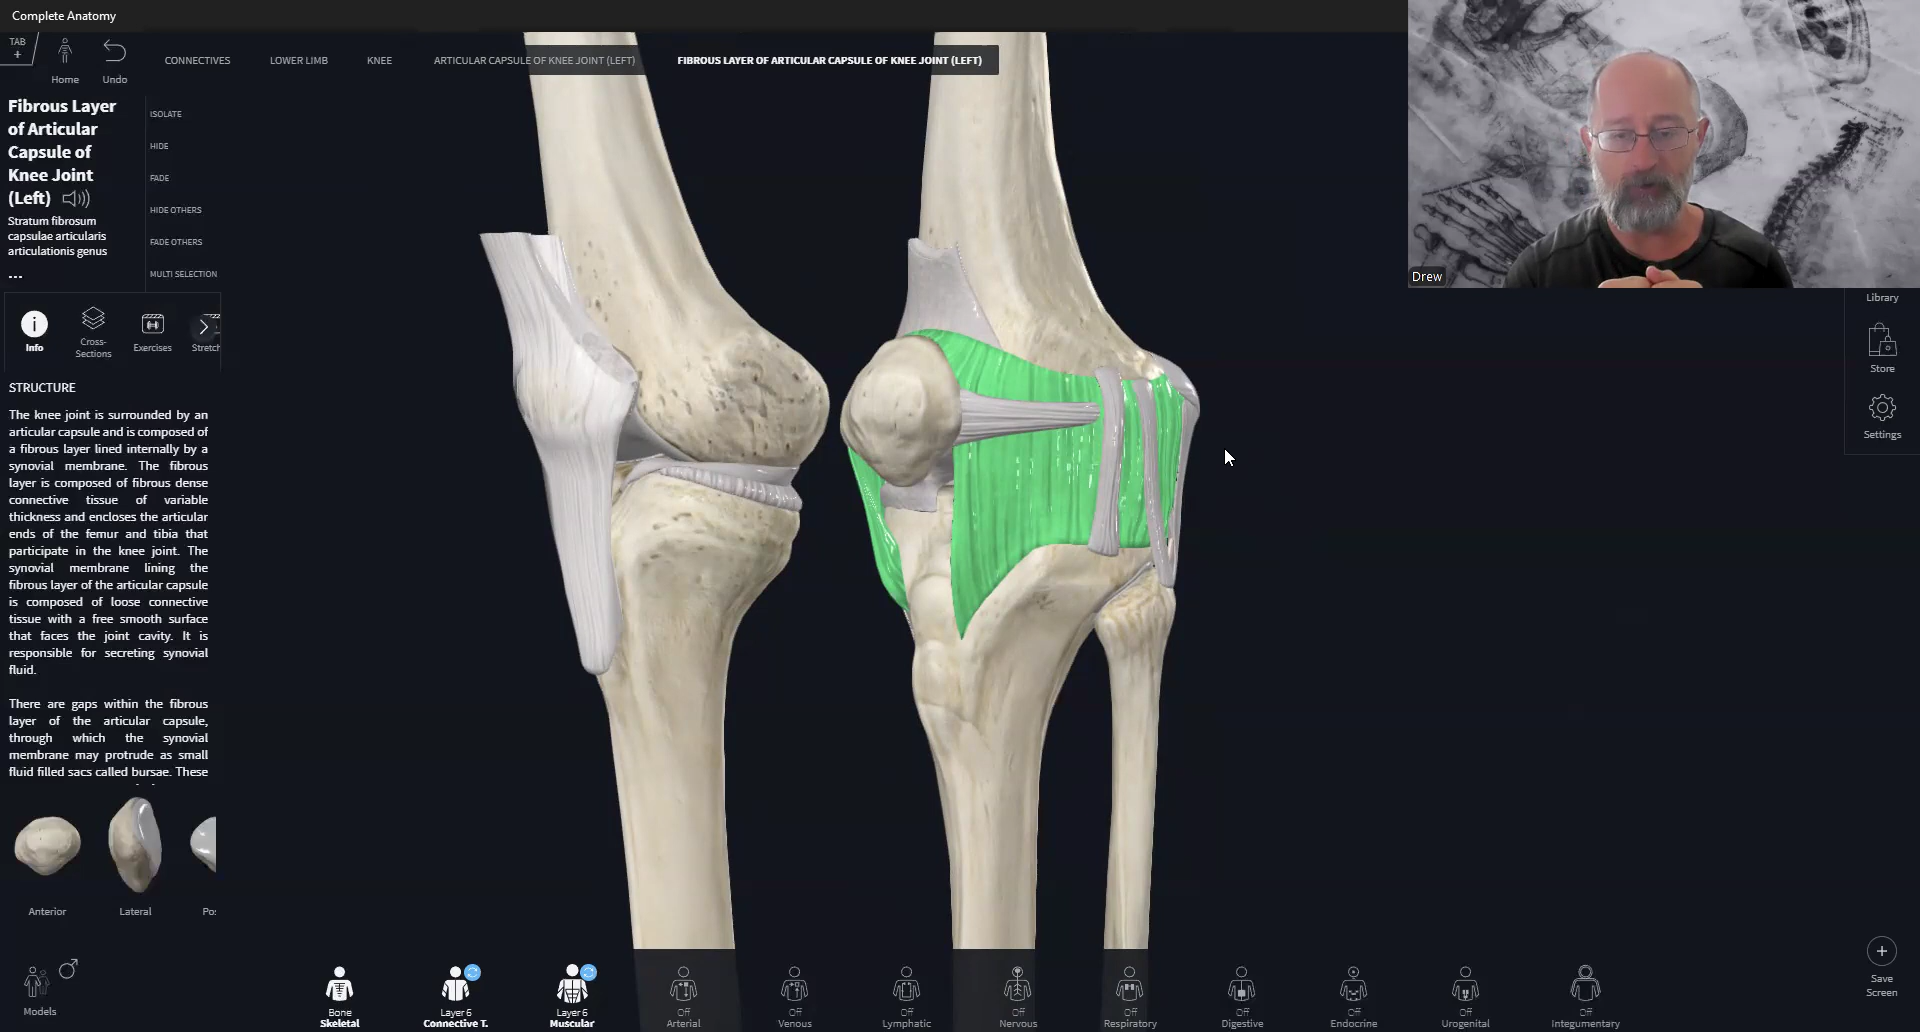 Complete Anatomy
TAB
+
Home
Undo
CONNECTIVES
LOWER LIMB
KNEE
ARTICULAR CAPSULE OF KNEE JOINT (LEFT)
FIBROUS LAYER OF ARTICULAR CAPSULE OF KNEE JOINT (LEFT)
Fibrous Layer
of Articular
Capsule of
Knee Joint
(Left)
Stratum fibrosum
capsulae articularis
articulationis genus
...
ISOLATE
HIDE
FADE
HIDE OTHERS
FADE OTHERS
MULTI SELECTION
Info
Cross-
Sections
Exercises
Stretch
STRUCTURE
The knee joint is surrounded by an
articular capsule and is composed of
a fibrous layer lined internally by a
synovial membrane. The fibrous
layer is composed of fibrous dense
connective tissue of variable
thickness and encloses the articular
ends of the femur and tibia that
participate in the knee joint. The
synovial membrane lining the
fibrous layer of the articular capsule
is composed of loose connective
tissue with a free smooth surface
that faces the joint cavity. It is
responsible for secreting synovial
fluid.
There are gaps within the fibrous
layer of the articular capsule,
through which the synovial
membrane may protrude as small
fluid filled sacs called bursae. These
Anterior
Lateral
Pos
Models
Bone
Skeletal
Layer 6
Connective T.
Layer 6
Muscular
Off
Arterial
Off
Venous
Off
Lymphatic
Off
Nervous
Off
Respiratory
Off
Digestive
Off
Endocrine
Off
Urogenital
Off
Integumentary
Drew
Library
Store
Settings
Save
Screen